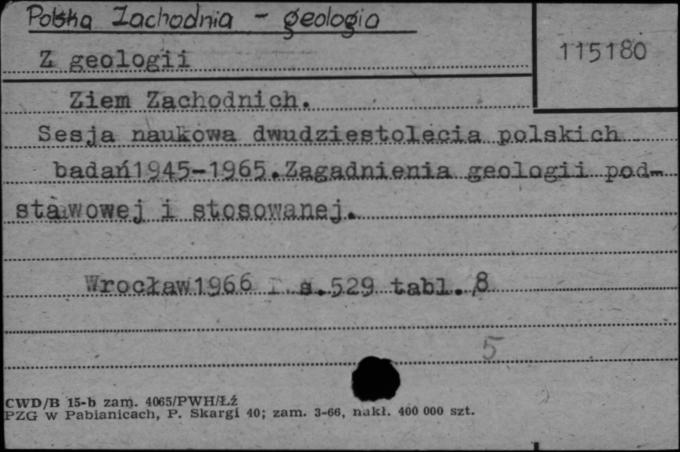 Polska Zachodnia - geologia
115180
Z geologii
Ziem Zachodnich.
Sesja naukowa dwudziestolecia polskich
badań1945-1965.Zagadnienia geologii pod-
stawowej i stosowanej.
Wrocław1966 s.529 tabl.8
5
CWD/B 15-b zam. 4065/PWH/Łź
PZG w Pabianicach, P. Skargi 40; zam. 3-66, nakł. 400 000 szt.